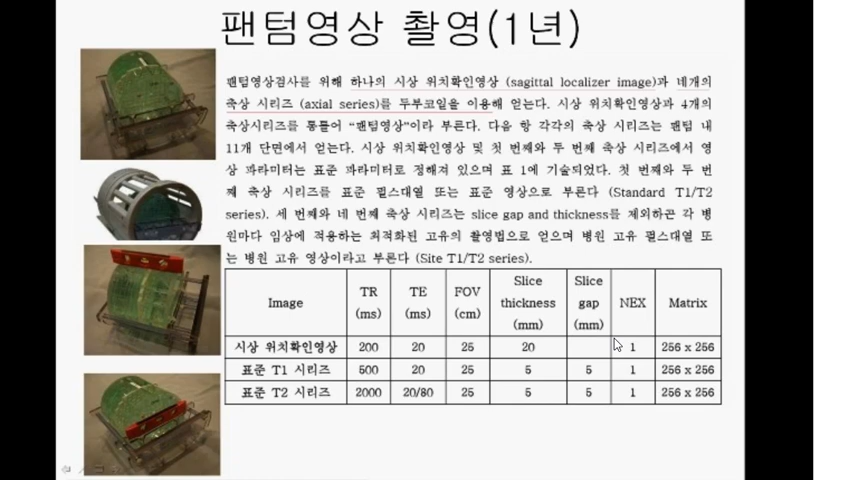 팬텀영상 촬영(1년)
팬텀영상검사를 위해 하나의 시상 위치확인영상 (sagittal localizer image)과 네개의
축상 시리즈 (axial series)를 두부코일을 이용해 얻는다. 시상 위치확인영상과 4개의
축상시리즈를 통틀어 “팬텀영상”이라 부른다. 다음 항 각각의 축상 시리즈는 팬텀 내
11개 단면에서 얻는다. 시상 위치확인영상 및 첫 번째와 두 번째 축상 시리즈에서 영
상 파라미터는 표준 파라미터로 정해져 있으며 표 1에 기술되었다. 첫 번째와 두 번
째 축상 시리즈를 표준 펄스대열 또는 표준 영상으로 부른다 (Standard T1/T2
series). 세 번째와 네 번째 축상 시리즈는 slice gap and thickness를 제외하곤 각 병
원마다 임상에 적용하는 최적화된 고유의 촬영법으로 얻으며 병원 고유 펄스대열 또
는 병원 고유 영상이라고 부른다 (Site T1/T2 series).
Image TR (ms) TE (ms) FOV (cm) Slice thickness (mm) Slice gap (mm) NEX Matrix
시상 위치확인영상 200 20 25 20 1 256 x 256
표준 T1 시리즈 500 20 25 5 5 1 256 x 256
표준 T2 시리즈 2000 20/80 25 5 5 1 256 x 256